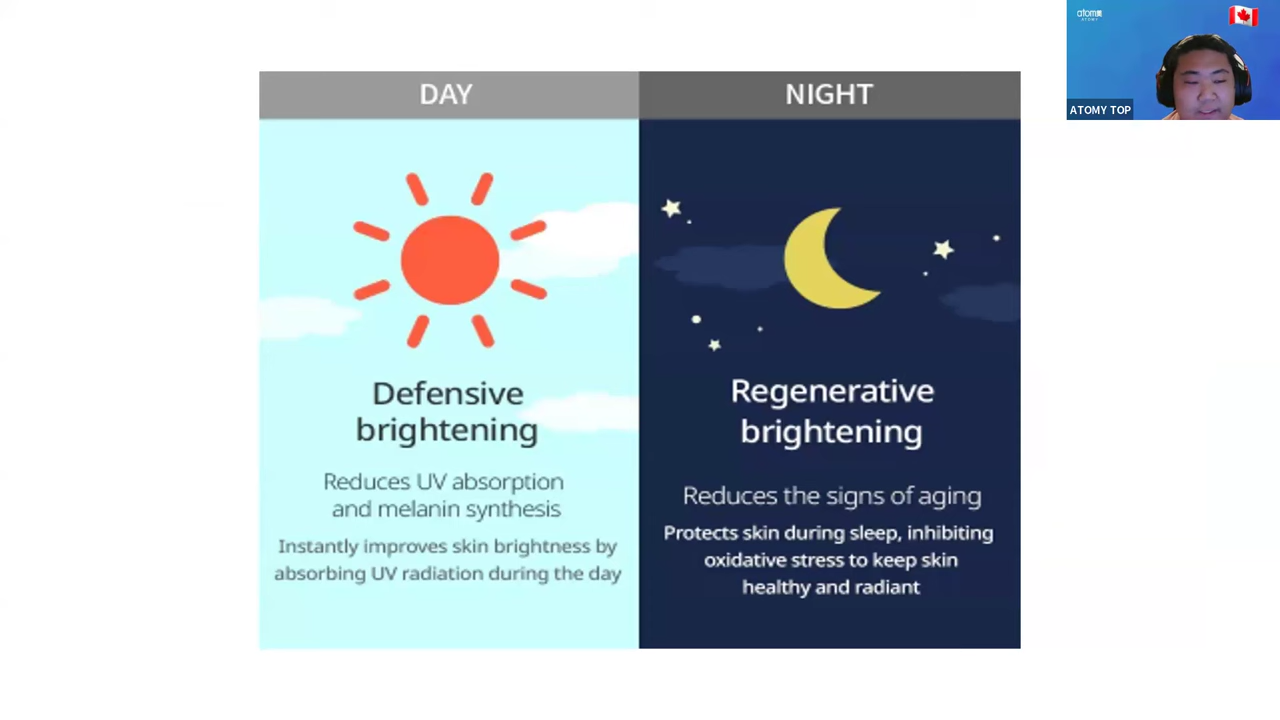 DAY
Defensive
brightening
Reduces UV absorption
and melanin synthesis
Instantly improves skin brightness by
absorbing UV radiation during the day
NIGHT
Regenerative
brightening
Reduces the signs of aging
Protects skin during sleep, inhibiting
oxidative stress to keep skin
healthy and radiant
ATOMY
ATOMY TOP